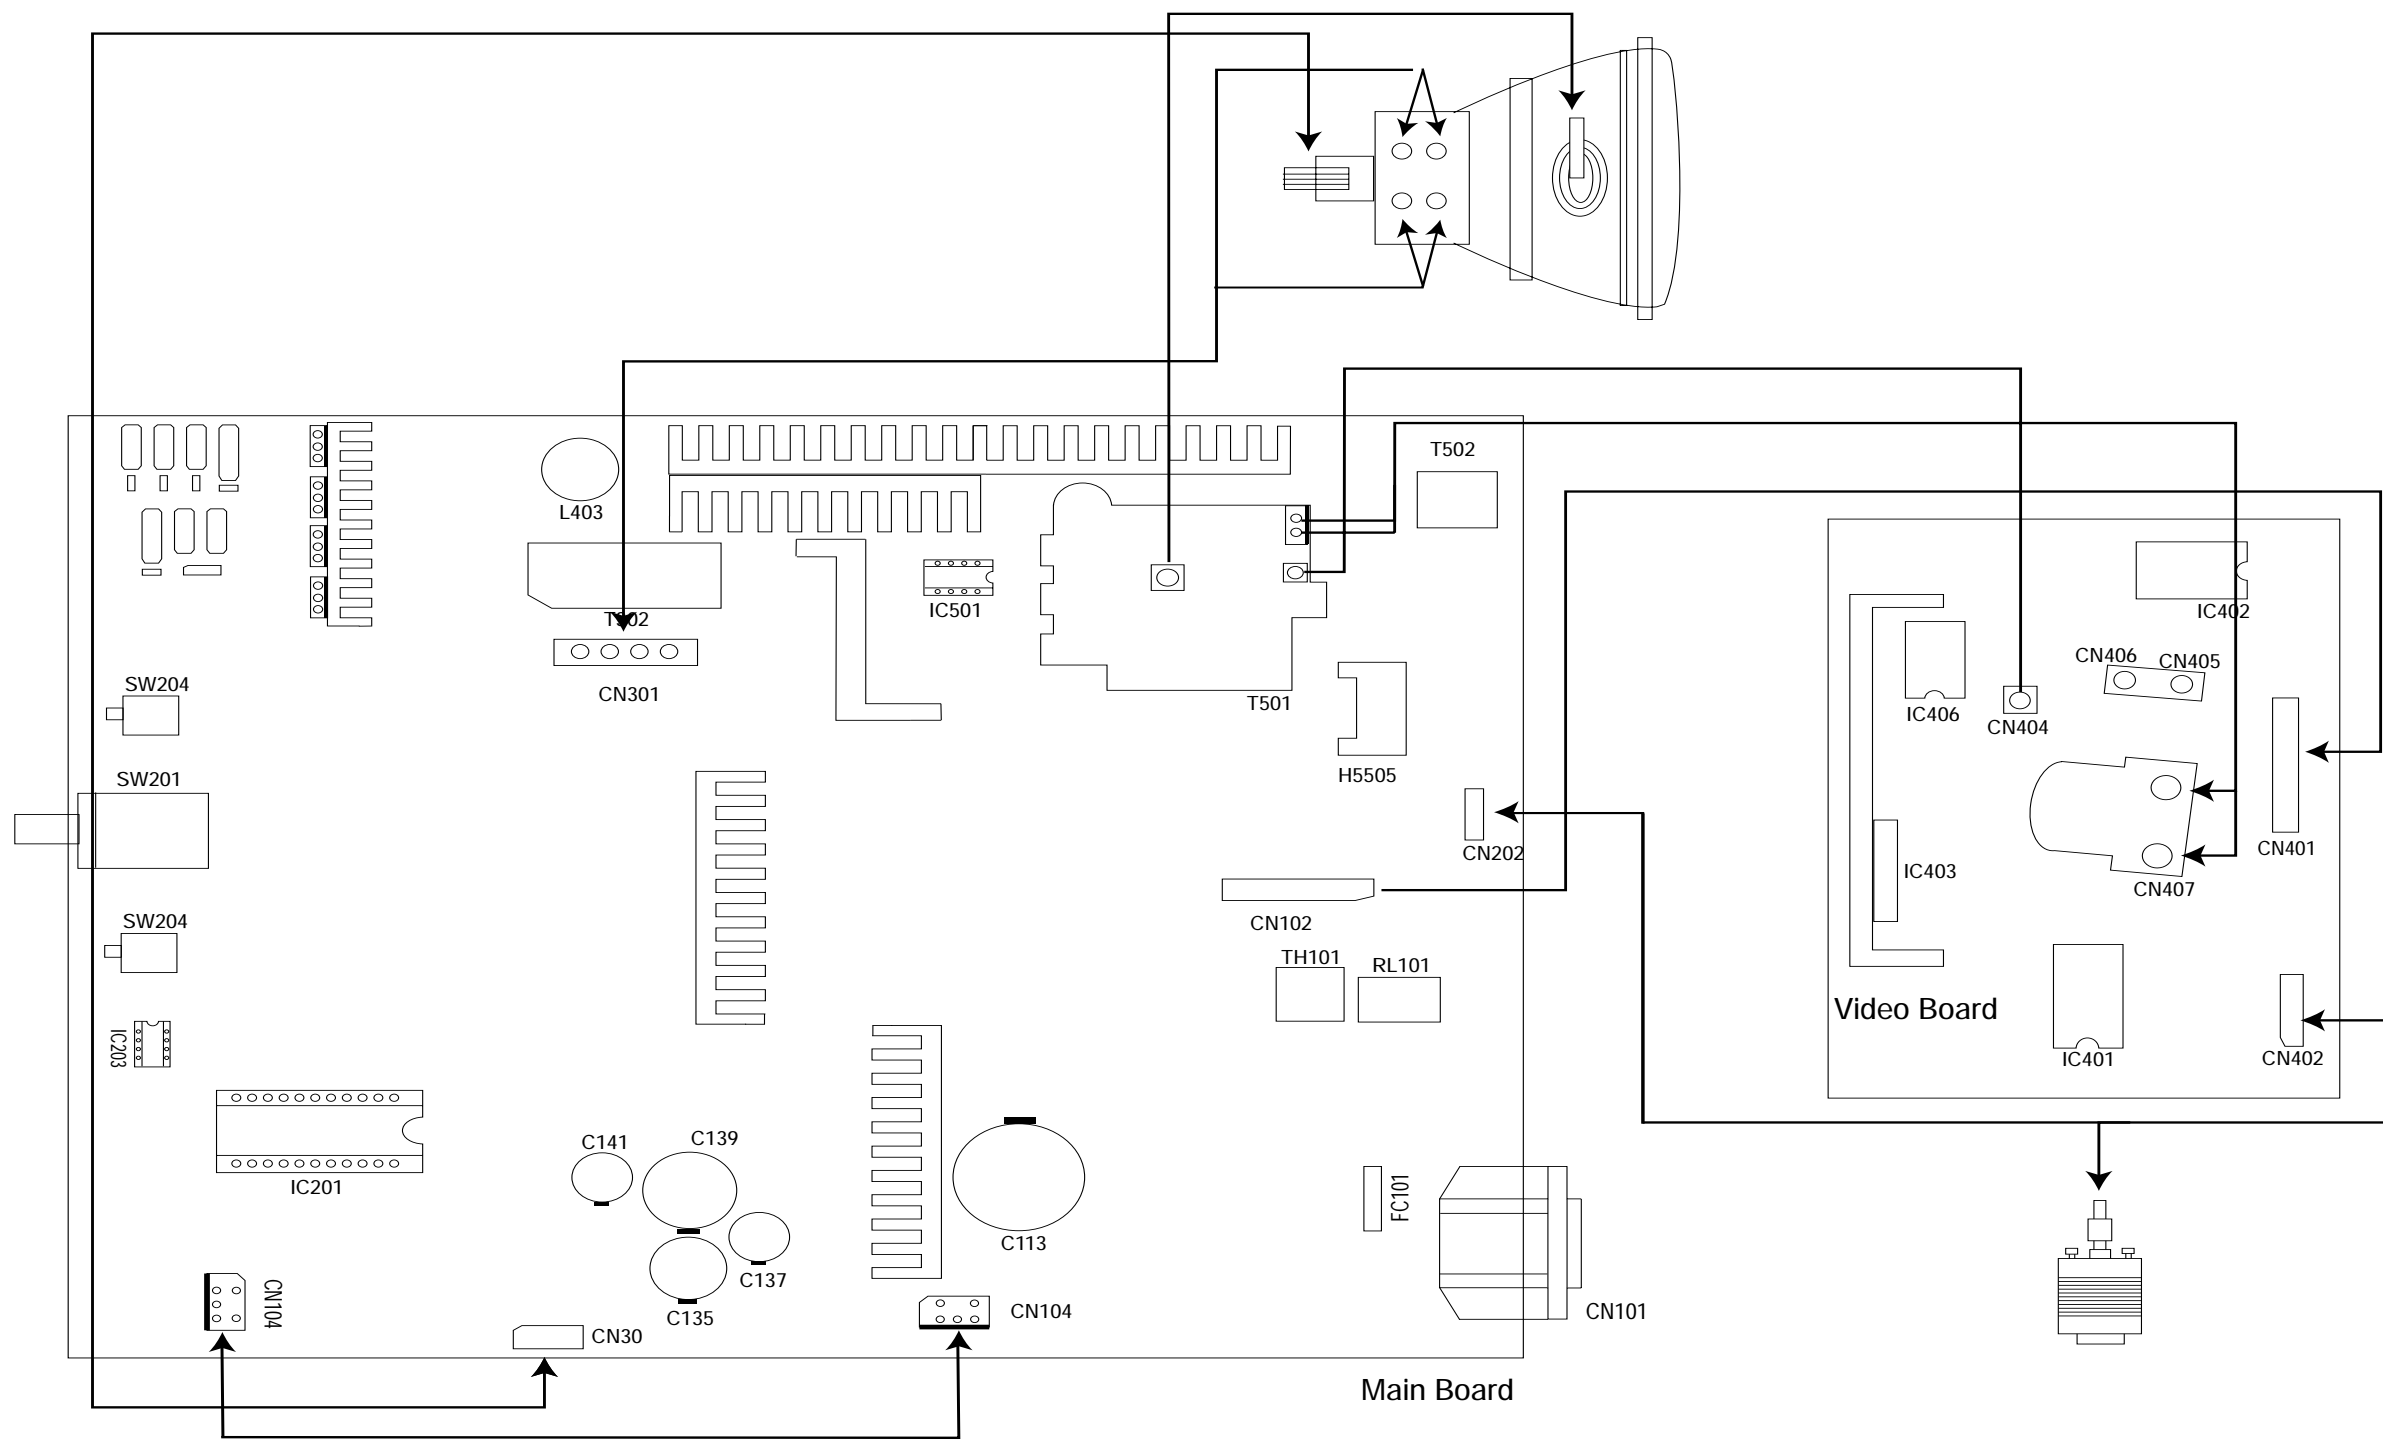 T502
L403
IC501
T302
IC402
CN406
CN405
SW204
CN301
T501
IC406
CN404
SW201
H5505
CN202
CN401
IC403
CN407
SW204
CN102
TH101
RL101
Video Board
IC203
IC401
CN402
C141
C139
IC201
FC101
C113
C137
CN104
C135
CN30
CN104
CN101
Main Board